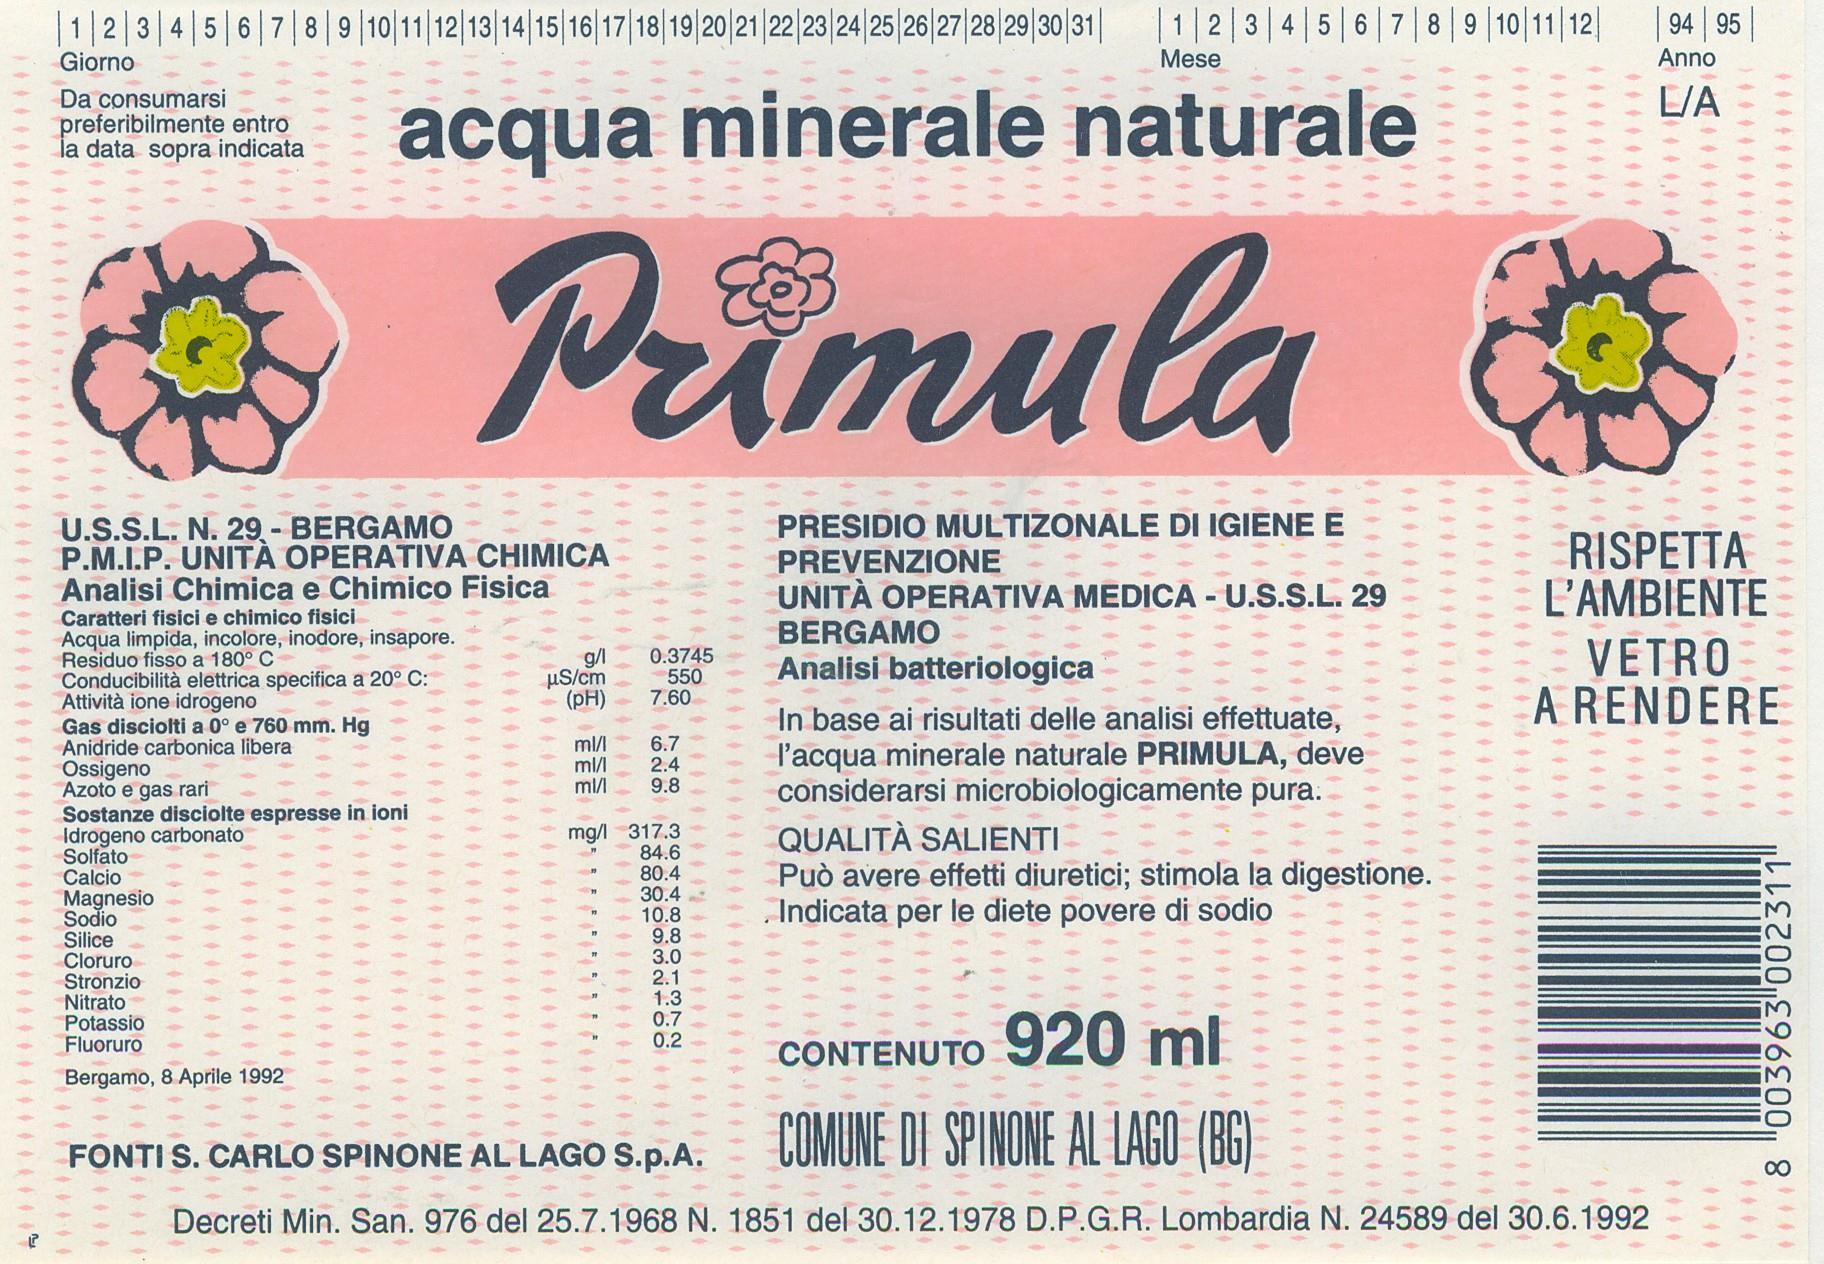 1 2 3 4 5 6 7 8 9 10 11 12 13 14 15 16 17 18 19 20 21 22 23 24 25 26 27 28 29 30 31
1 2 3 4 5 6 7 8 9 10 11 12
94 95
Giorno
Mese
Anno
Da consumarsi
preferibilmente entro
la data sopra indicata
acqua minerale naturale
L/A
Primula
U.S.S.L. N. 29 - BERGAMO
P.M.I.P. UNITÀ OPERATIVA CHIMICA
Analisi Chimica e Chimico Fisica
Caratteri fisici e chimico fisici
Acqua limpida, incolore, inodore, insapore.
Residuo fisso a 180° C g/l 0.3745
Conducibilità elettrica specifica a 20° C: µS/cm 550
Attività ione idrogeno (pH) 7.60
Gas disciolti a 0° e 760 mm. Hg
Anidride carbonica libera ml/l 6.7
Ossigeno ml/l 2.4
Azoto e gas rari ml/l 9.8
Sostanze disciolte espresse in ioni
Idrogeno carbonato mg/l 317.3
Solfato " 84.6
Calcio " 80.4
Magnesio " 30.4
Sodio " 10.8
Silice " 9.8
Cloruro " 3.0
Stronzio " 2.1
Nitrato " 1.3
Potassio " 0.7
Fluoruro " 0.2
Bergamo, 8 Aprile 1992
FONTI S. CARLO SPINONE AL LAGO S.p.A.
PRESIDIO MULTIZONALE DI IGIENE E
PREVENZIONE
UNITÀ OPERATIVA MEDICA - U.S.S.L. 29
BERGAMO
Analisi batteriologica
In base ai risultati delle analisi effettuate,
l'acqua minerale naturale PRIMULA, deve
considerarsi microbiologicamente pura.
QUALITÀ SALIENTI
Può avere effetti diuretici; stimola la digestione.
Indicata per le diete povere di sodio
CONTENUTO 920 ml
COMUNE DI SPINONE AL LAGO (BG)
RISPETTA
L'AMBIENTE
VETRO
A RENDERE
8 003963 002311
Decreti Min. San. 976 del 25.7.1968 N. 1851 del 30.12.1978 D.P.G.R. Lombardia N. 24589 del 30.6.1992